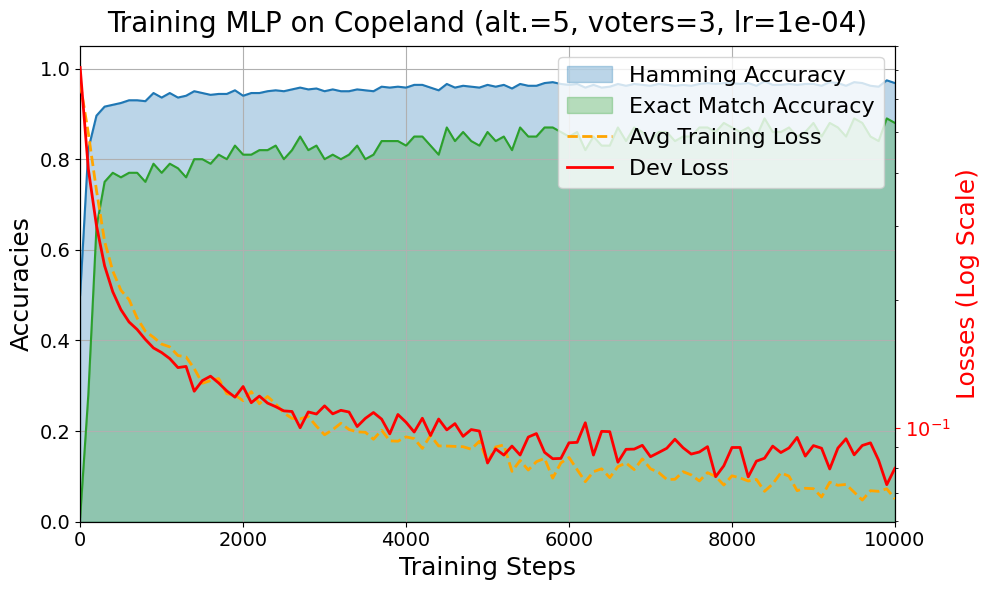 Training MLP on Copeland (alt.=5, voters=3, lr=1e-04)
Hamming Accuracy
Exact Match Accuracy
Avg Training Loss
Dev Loss
Accuracies
1.0
0.8
0.6
0.4
0.2
0.0
0 2000 4000 6000 8000 10000
Training Steps
Losses (Log Scale)
10⁻¹